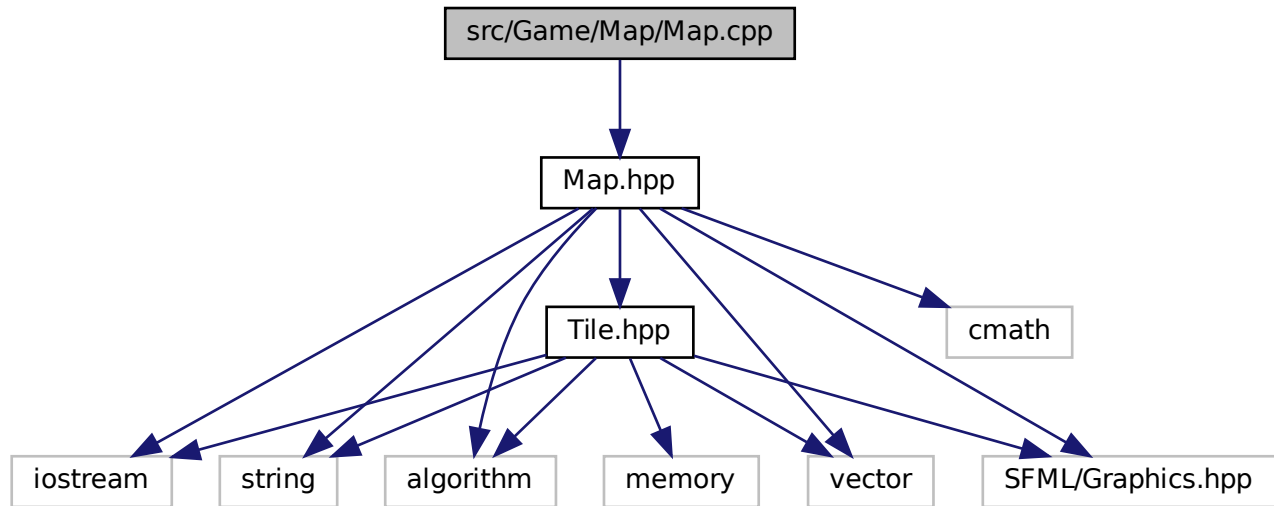 src/Game/Map/Map.cpp
Map.hpp
Tile.hpp
cmath
iostream
string
algorithm
memory
vector
SFML/Graphics.hpp